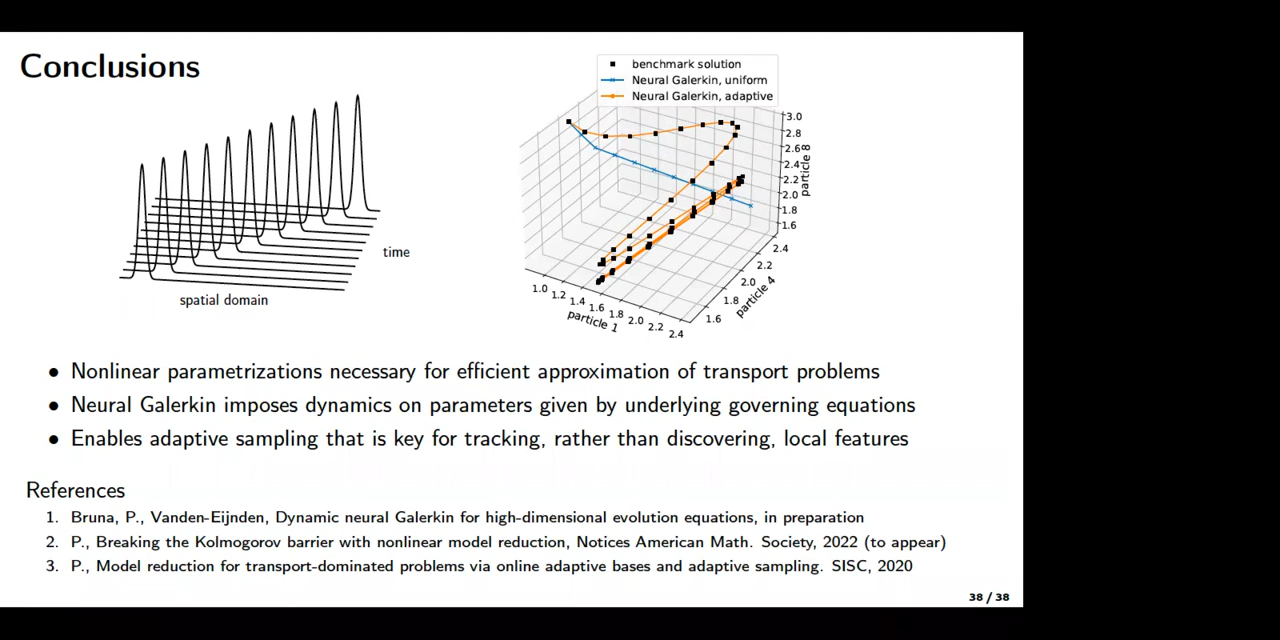 Conclusions
time
spatial domain
benchmark solution
Neural Galerkin, uniform
Neural Galerkin, adaptive
3.0
2.8
2.6
2.4
2.2
2.0
1.8
1.6
particle 8
2.4
2.2
2.0
1.8
1.6
particle 4
1.0
1.2
1.4
1.6
1.8
2.0
2.2
2.4
particle 1
• Nonlinear parametrizations necessary for efficient approximation of transport problems
• Neural Galerkin imposes dynamics on parameters given by underlying governing equations
• Enables adaptive sampling that is key for tracking, rather than discovering, local features
References
1. Bruna, P., Vanden-Eijnden, Dynamic neural Galerkin for high-dimensional evolution equations, in preparation
2. P., Breaking the Kolmogorov barrier with nonlinear model reduction, Notices American Math. Society, 2022 (to appear)
3. P., Model reduction for transport-dominated problems via online adaptive bases and adaptive sampling. SISC, 2020
38 / 38